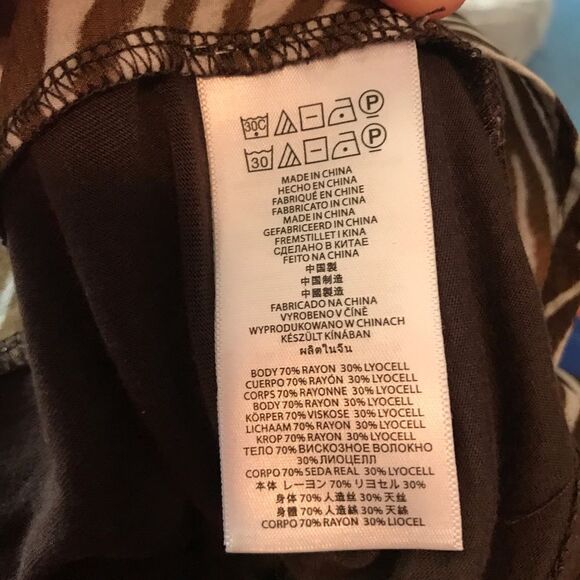 30C P
30 P
MADE IN CHINA
HECHO EN CHINA
FABRIQUÉ EN CHINE
FABBRICATO IN CINA
MADE IN CHINA
GEFABRICEERD IN CHINA
FREMSTILLET I KINA
СДЕЛАНО В КИТАЕ
FEITO NA CHINA
中国製
中国制造
中國製造
FABRICADO NA CHINA
VYROBENO V ČÍNĚ
WYPRODUKOWANO W CHINACH
KÉSZÜLT KÍNÁBAN
ผลิตในจีน
BODY 70% RAYON 30% LYOCELL
CUERPO 70% RAYÓN 30% LYOCELL
CORPS 70% RAYONNE 30% LYOCELL
BODY 70% RAYON 30% LYOCELL
KÖRPER 70% VISKOSE 30% LYOCELL
LICHAAM 70% RAYON 30% LYOCELL
KROP 70% RAYON 30% LYOCELL
ТЕЛО 70% ВИСКОЗНОЕ ВОЛОКНО
30% ЛИОЦЕЛЛ
CORPO 70% SEDA REAL 30% LYOCELL
本体 レーヨン 70% リヨセル 30%
身体 70% 人造丝 30% 天丝
身體 70% 人造絲 30% 天絲
CORPO 70% RAYON 30% LIOCEL